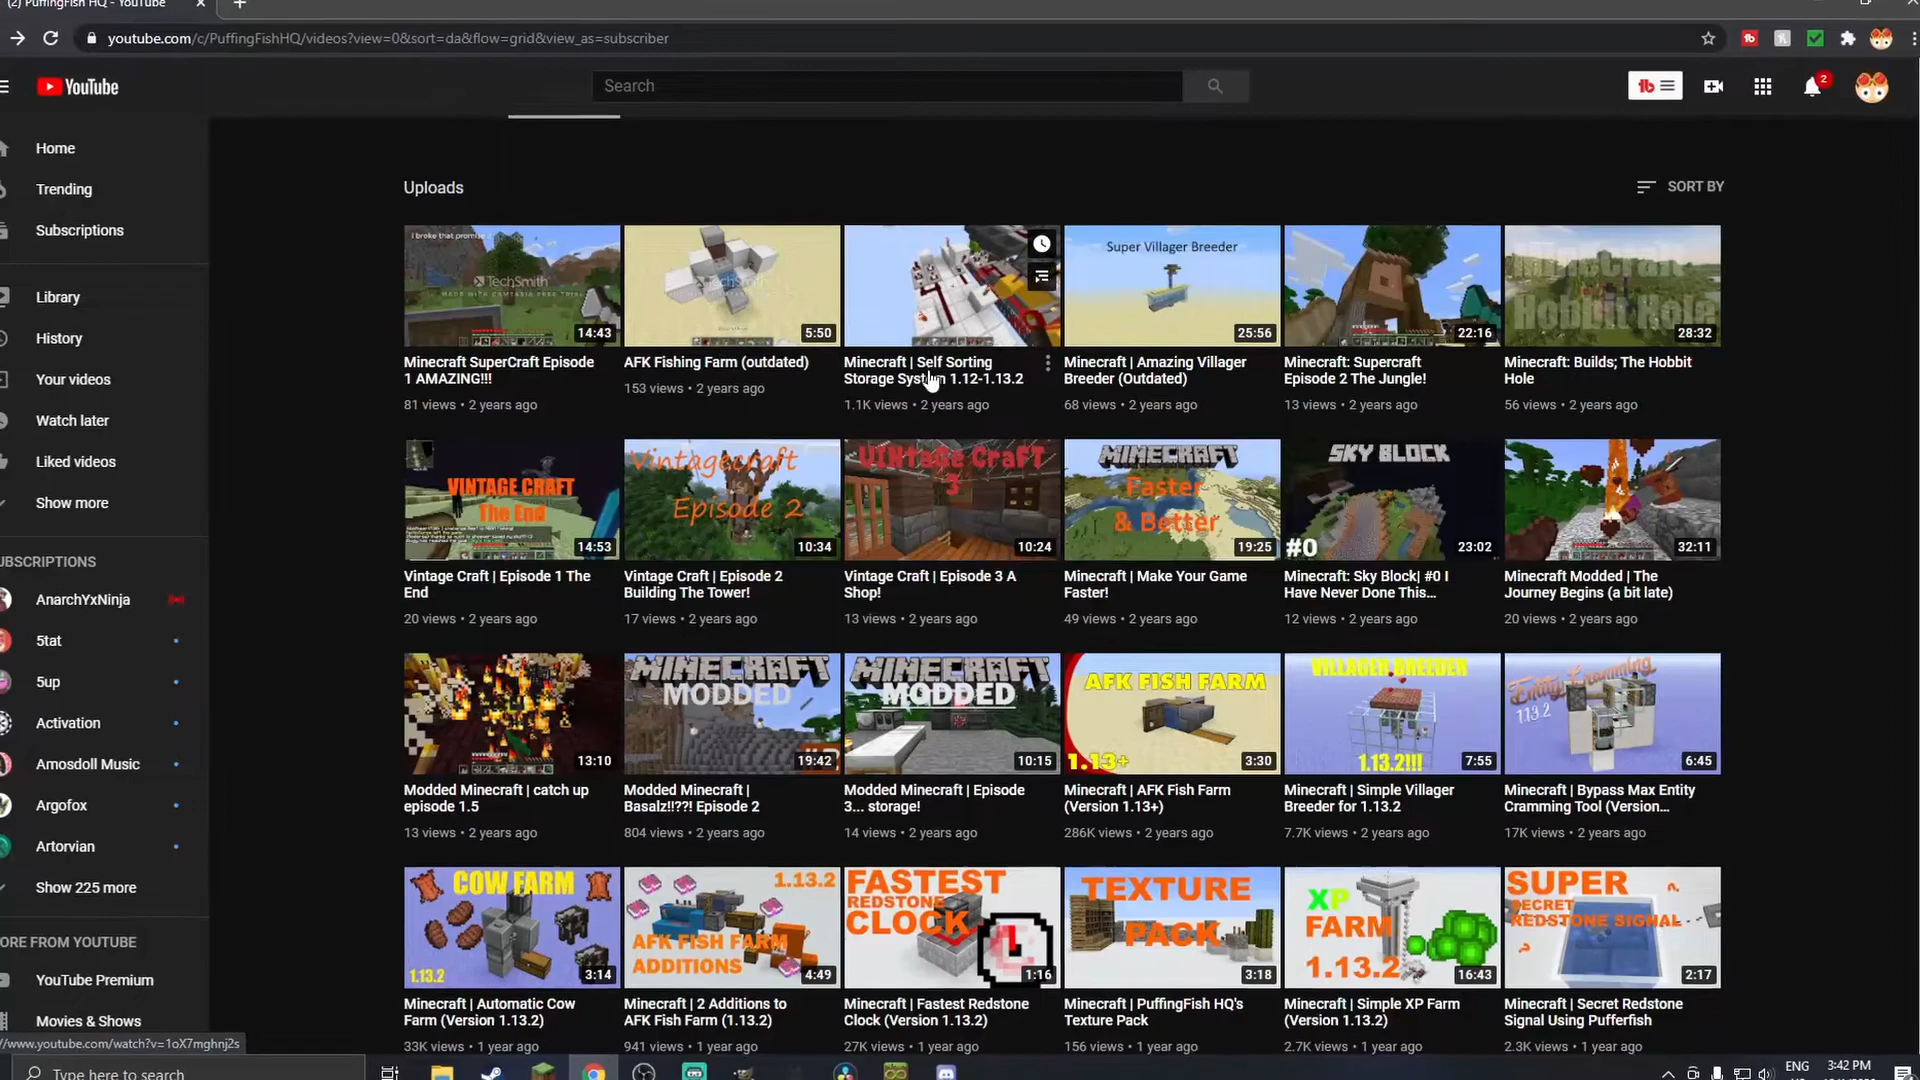 (2) PuffingFish HQ - YouTube
youtube.com/c/PuffingFishHQ/videos?view=0&sort=da&flow=grid&view_as=subscriber
YouTube
Search
2
Home
Trending
Subscriptions
Library
History
Your videos
Watch later
Liked videos
Show more
UBSCRIPTIONS
AnarchYxNinja
5tat
5up
Activation
Amosdoll Music
Argofox
Artorvian
Show 225 more
ORE FROM YOUTUBE
YouTube Premium
Movies & Shows
Uploads
SORT BY
I broke that promise
TechSmith
14:43
Minecraft SuperCraft Episode
1 AMAZING!!!
81 views • 2 years ago
TechSmith
5:50
AFK Fishing Farm (outdated)
153 views • 2 years ago
Minecraft | Self Sorting
Storage System 1.12-1.13.2
1.1K views • 2 years ago
Super Villager Breeder
25:56
Minecraft | Amazing Villager
Breeder (Outdated)
68 views • 2 years ago
22:16
Minecraft: Supercraft
Episode 2 The Jungle!
13 views • 2 years ago
Minecraft
Hobbit Hole
28:32
Minecraft: Builds; The Hobbit
Hole
56 views • 2 years ago
VINTAGE CRAFT
The End
14:53
Vintage Craft | Episode 1 The
End
20 views • 2 years ago
Vintagecraft
Episode 2
10:34
Vintage Craft | Episode 2
Building The Tower!
17 views • 2 years ago
VINTaGe CraFT
3
10:24
Vintage Craft | Episode 3 A
Shop!
13 views • 2 years ago
MINECRAFT
Faster
& Better
19:25
Minecraft | Make Your Game
Faster!
49 views • 2 years ago
SKY BLOCK
#0
23:02
Minecraft: Sky Block| #0 I
Have Never Done This...
12 views • 2 years ago
32:11
Minecraft Modded | The
Journey Begins (a bit late)
20 views • 2 years ago
13:10
Modded Minecraft | catch up
episode 1.5
13 views • 2 years ago
MINECRAFT
MODDED
19:42
Modded Minecraft |
Basalz!!??! Episode 2
804 views • 2 years ago
MINECRAFT
MODDED
10:15
Modded Minecraft | Episode
3... storage!
14 views • 2 years ago
AFK FISH FARM
1.13+
3:30
Minecraft | AFK Fish Farm
(Version 1.13+)
286K views • 2 years ago
VILLAGER BREEDER
1.13.2!!!
7:55
Minecraft | Simple Villager
Breeder for 1.13.2
7.7K views • 2 years ago
Entity Cramming
1.13.2
6:45
Minecraft | Bypass Max Entity
Cramming Tool (Version...
17K views • 2 years ago
COW FARM
1.13.2
3:14
Minecraft | Automatic Cow
Farm (Version 1.13.2)
33K views • 1 year ago
1.13.2
AFK FISH FARM
ADDITIONS
4:49
Minecraft | 2 Additions to
AFK Fish Farm (1.13.2)
941 views • 1 year ago
FASTEST
REDSTONE
CLOCK
1:16
Minecraft | Fastest Redstone
Clock (Version 1.13.2)
27K views • 1 year ago
TEXTURE
PACK
3:18
Minecraft | PuffingFish HQ's
Texture Pack
156 views • 1 year ago
XP
FARM
1.13.2
16:43
Minecraft | Simple XP Farm
(Version 1.13.2)
2.7K views • 1 year ago
SUPER
SECRET
REDSTONE SIGNAL
2:17
Minecraft | Secret Redstone
Signal Using Pufferfish
2.3K views • 1 year ago
//www.youtube.com/watch?v=1oX7mghnj2s
Type here to search
ENG
3:42 PM